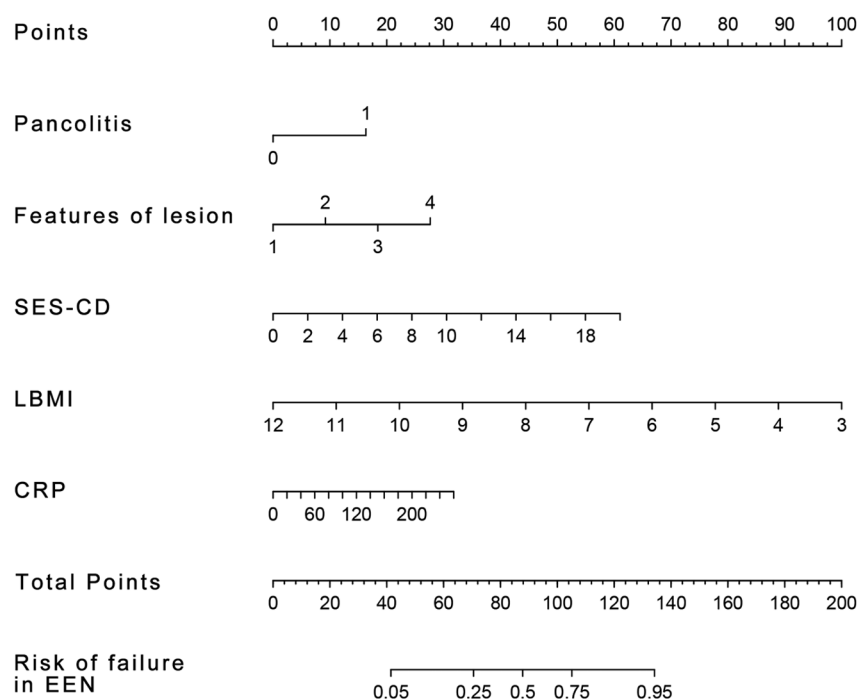 Points 0 10 20 30 40 50 60 70 80 90 100
Pancolitis 1
0
Features of lesion 2 4
1 3
SES-CD
0 2 4 6 8 10 14 18
LBMI
12 11 10 9 8 7 6 5 4 3
CRP
0 60 120 200
Total Points
0 20 40 60 80 100 120 140 160 180 200
Risk of failure
in EEN 0.05 0.25 0.5 0.75 0.95